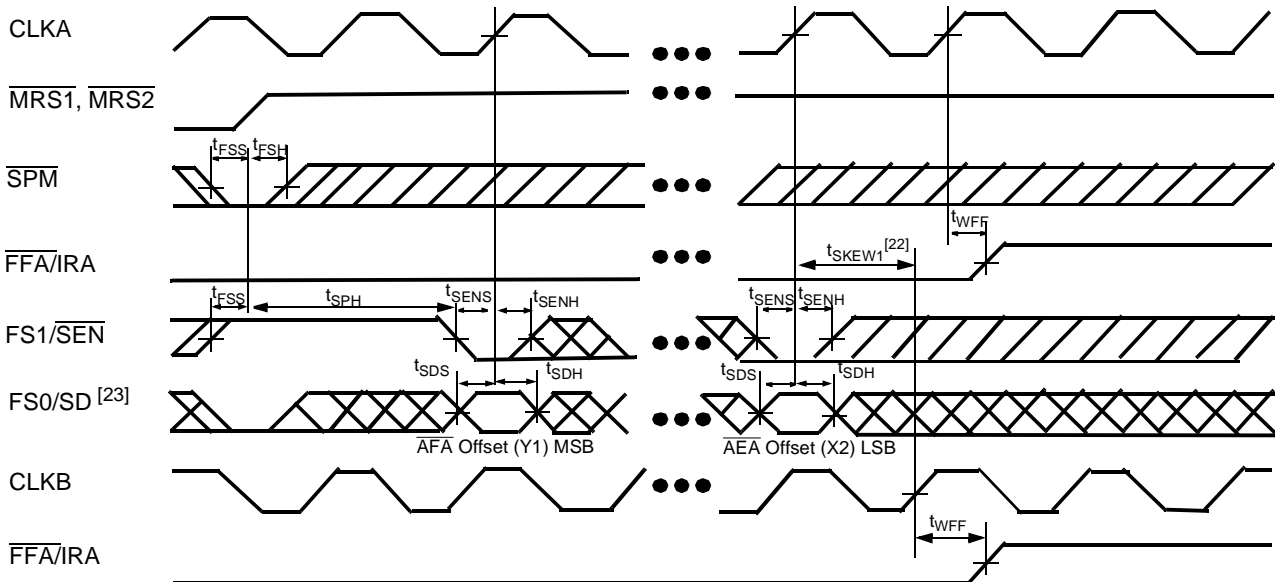 CLKA
MRS1, MRS2
tFSS tFSH
SPM
tWFF
FFA/IRA
tSKEW1[22]
tFSS tSPH tSENS tSENH tSENS tSENH
FS1/SEN
tSDS tSDH tSDS tSDH
FS0/SD [23]
AFA Offset (Y1) MSB AEA Offset (X2) LSB
CLKB
tWFF
FFA/IRA